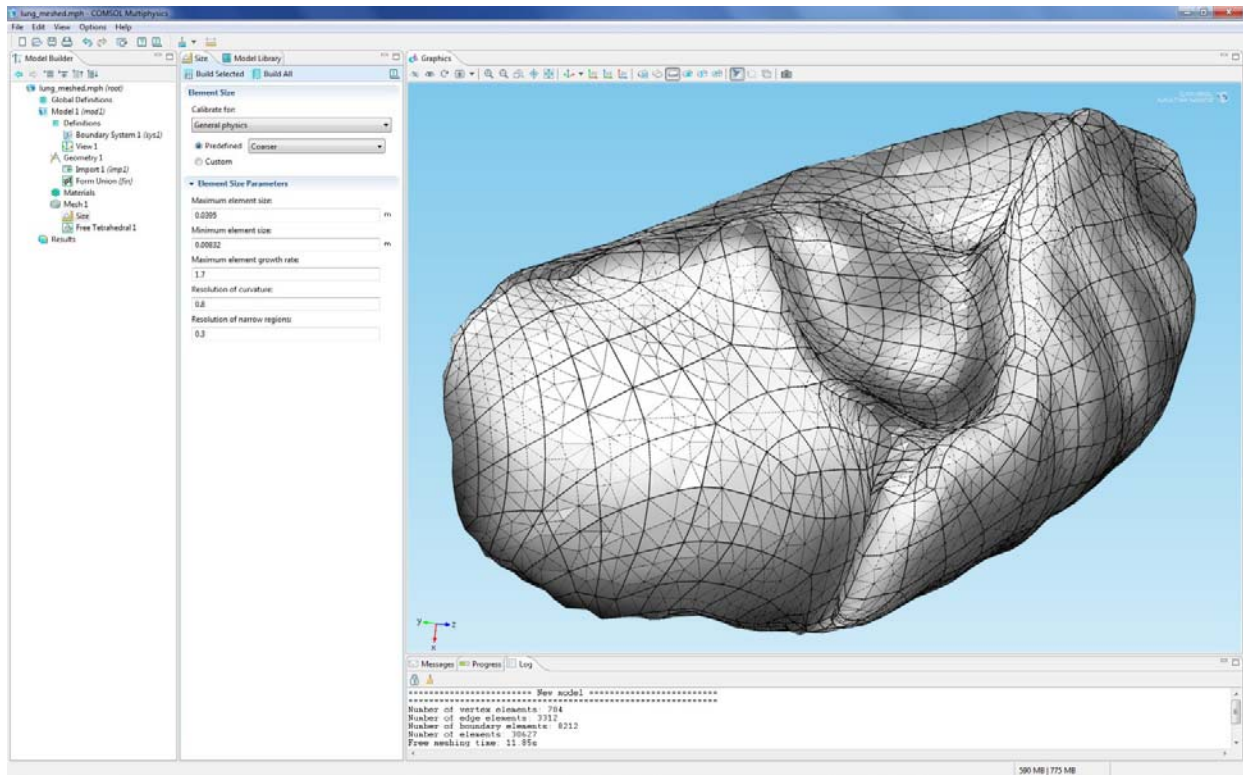 lung_meshed.mph - COMSOL Multiphysics
File Edit View Options Help
Model Builder
lung_meshed.mph (root)
Global Definitions
Model 1 (mod1)
Definitions
Boundary System 1 (sys1)
View 1
Geometry 1
Import 1 (imp1)
Form Union (fin)
Materials
Mesh 1
Size
Free Tetrahedral 1
Results
Size Model Library
Build Selected Build All
Element Size
Calibrate for:
General physics
Predefined Coarser
Custom
Element Size Parameters
Maximum element size:
0.0395 m
Minimum element size:
0.00832 m
Maximum element growth rate:
1.7
Resolution of curvature:
0.8
Resolution of narrow regions:
0.3
Graphics
y z
x
Messages Progress Log
======================== New model =========================
Number of vertex elements: 704
Number of edge elements: 3312
Number of boundary elements: 8212
Number of elements: 30627
Free meshing time: 11.85s
590 MB | 775 MB